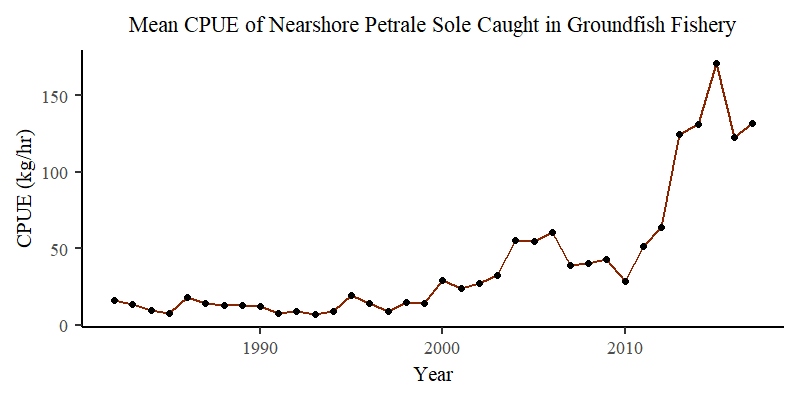 Mean CPUE of Nearshore Petrale Sole Caught in Groundfish Fishery
CPUE (kg/hr)
150
100
50
0
1990 2000 2010
Year